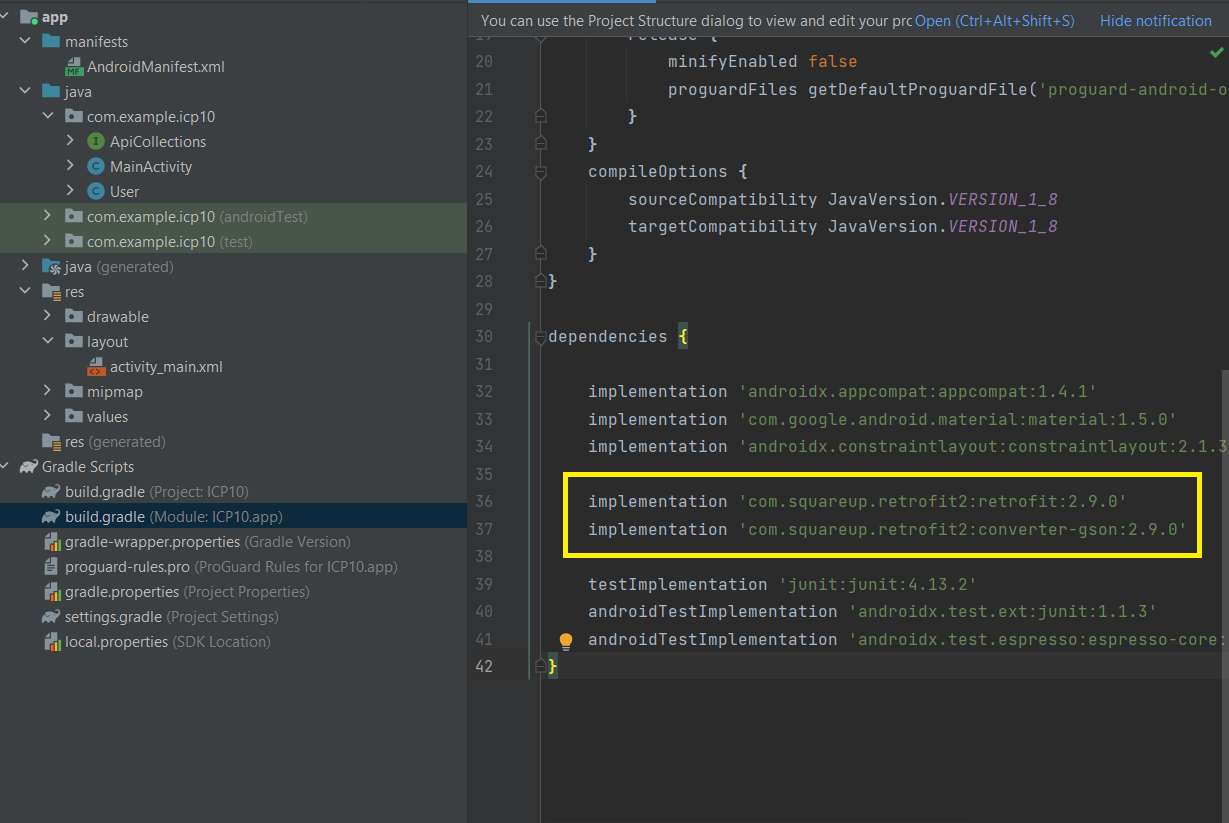 app
manifests
AndroidManifest.xml
java
com.example.icp10
ApiCollections
MainActivity
User
com.example.icp10 (androidTest)
com.example.icp10 (test)
java (generated)
res
drawable
layout
activity_main.xml
mipmap
values
res (generated)
Gradle Scripts
build.gradle (Project: ICP10)
build.gradle (Module: ICP10.app)
gradle-wrapper.properties (Gradle Version)
proguard-rules.pro (ProGuard Rules for ICP10.app)
gradle.properties (Project Properties)
settings.gradle (Project Settings)
local.properties (SDK Location)
You can use the Project Structure dialog to view and edit your prc Open (Ctrl+Alt+Shift+S) Hide notification
19 release {
20 minifyEnabled false
21 proguardFiles getDefaultProguardFile('proguard-android-o
22 }
23 }
24 compileOptions {
25 sourceCompatibility JavaVersion.VERSION_1_8
26 targetCompatibility JavaVersion.VERSION_1_8
27 }
28 }
29
30 dependencies {
31
32 implementation 'androidx.appcompat:appcompat:1.4.1'
33 implementation 'com.google.android.material:material:1.5.0'
34 implementation 'androidx.constraintlayout:constraintlayout:2.1.3
35
36 implementation 'com.squareup.retrofit2:retrofit:2.9.0'
37 implementation 'com.squareup.retrofit2:converter-gson:2.9.0'
38
39 testImplementation 'junit:junit:4.13.2'
40 androidTestImplementation 'androidx.test.ext:junit:1.1.3'
41 androidTestImplementation 'androidx.test.espresso:espresso-core:
42 }